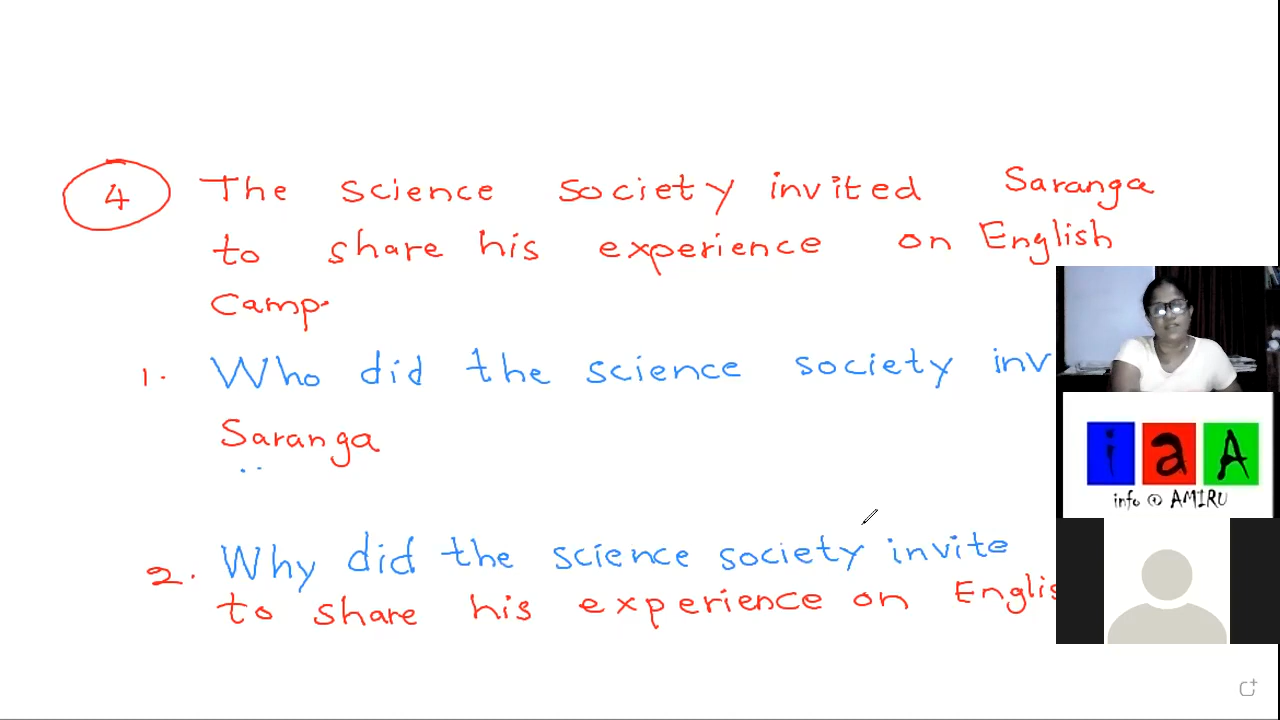 4 The science society invited Saranga
to share his experience on English
Camp.
1. Who did the science society inv
Saranga
2. Why did the science society invite
to share his experience on Englis
i a A
info @ AMIRU